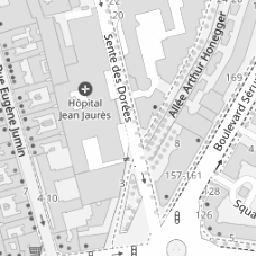 Sente des Dorées
Allée Arthur Honegger
169
Hôpital
Jean Jaurès
Rue Eugène Jumin
Boulevard Séru
8
157-161
8
4-10
128
126
Squa